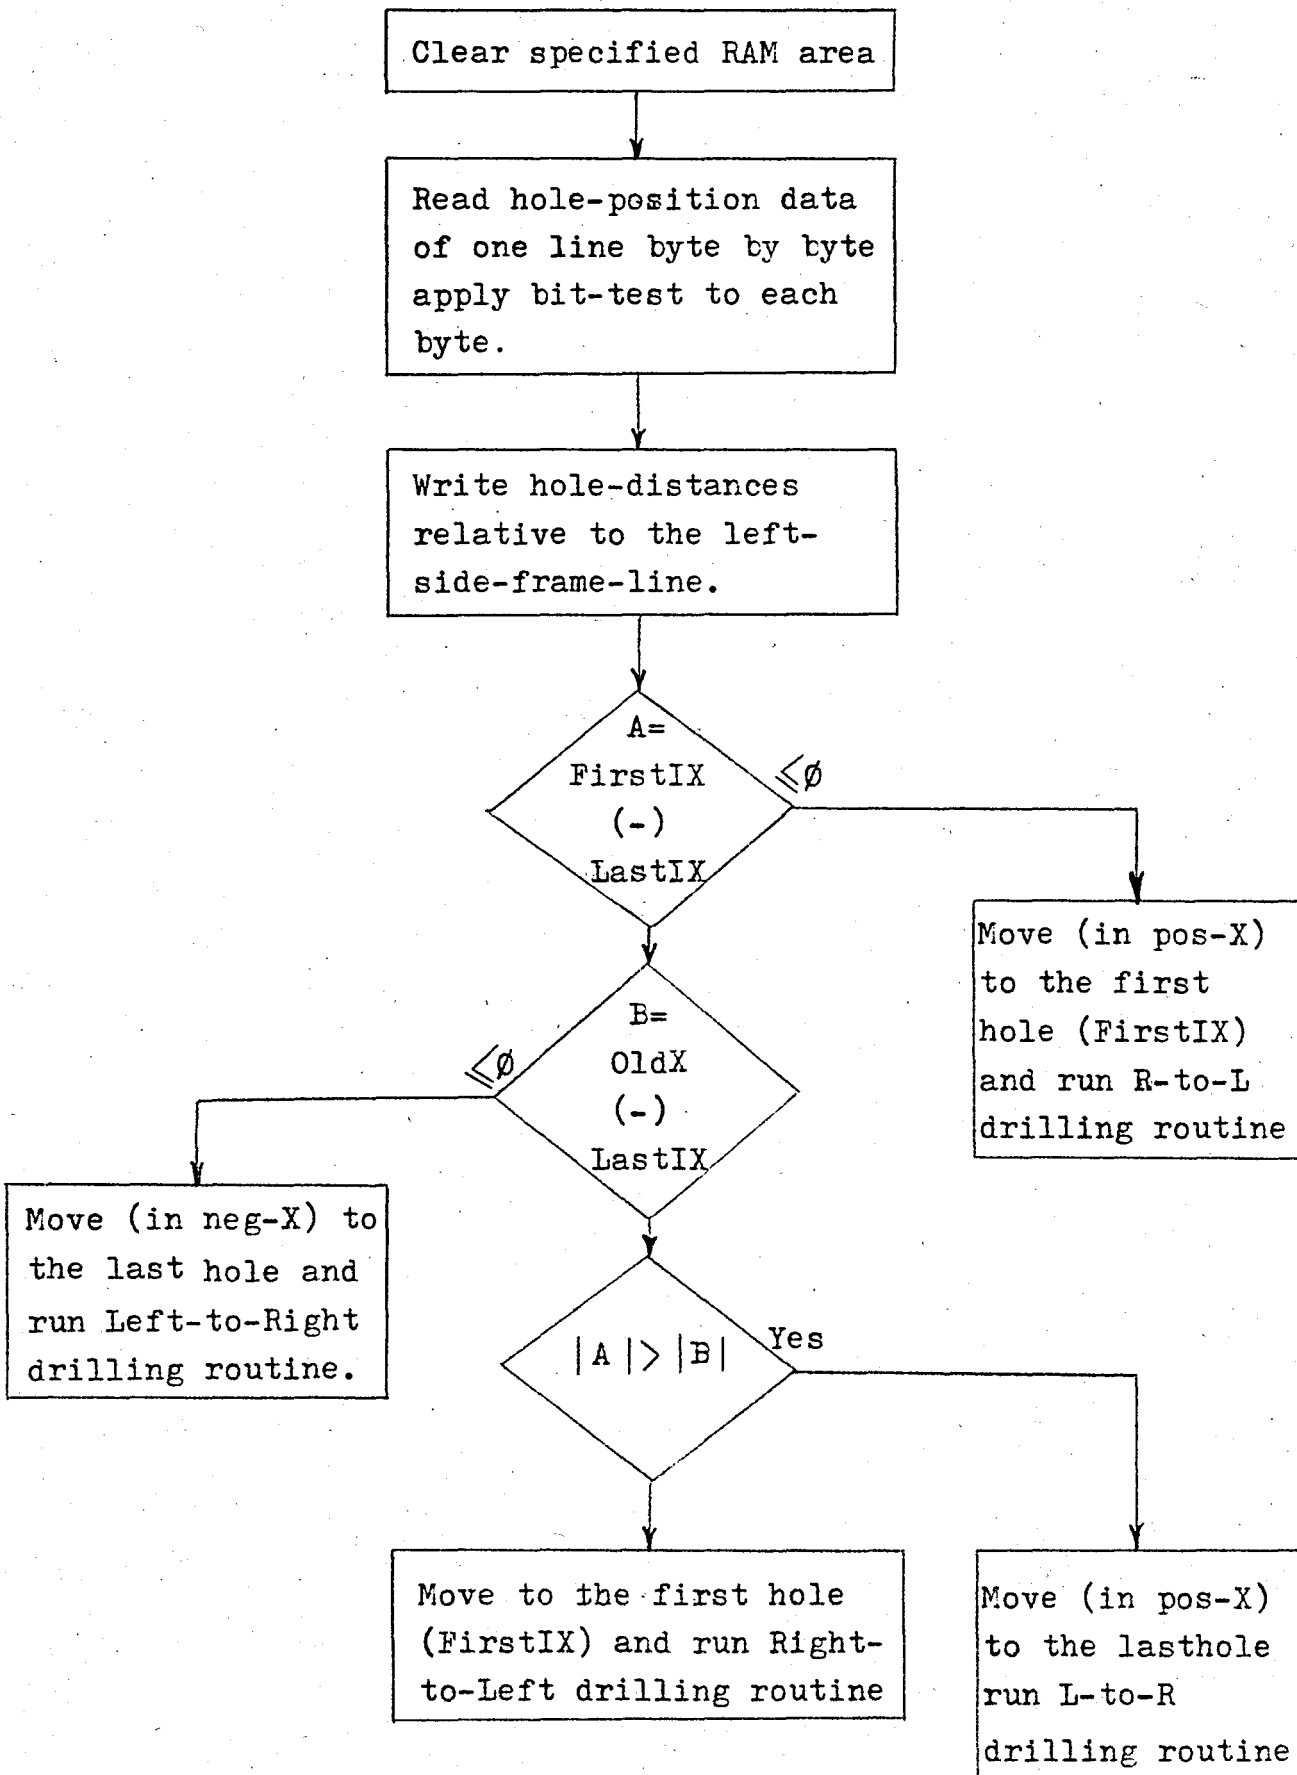 Clear specified RAM area
Read hole-position data
of one line byte by byte
apply bit-test to each
byte.
Write hole-distances
relative to the left-
side-frame-line.
A=
FirstIX
(-)
LastIX
≤Ø
Move (in pos-X)
to the first
hole (FirstIX)
and run R-to-L
drilling routine
B=
OldX
(-)
LastIX
≤Ø
Move (in neg-X) to
the last hole and
run Left-to-Right
drilling routine.
|A|>|B|
Yes
Move to the first hole
(FirstIX) and run Right-
to-Left drilling routine
Move (in pos-X)
to the lasthole
run L-to-R
drilling routine